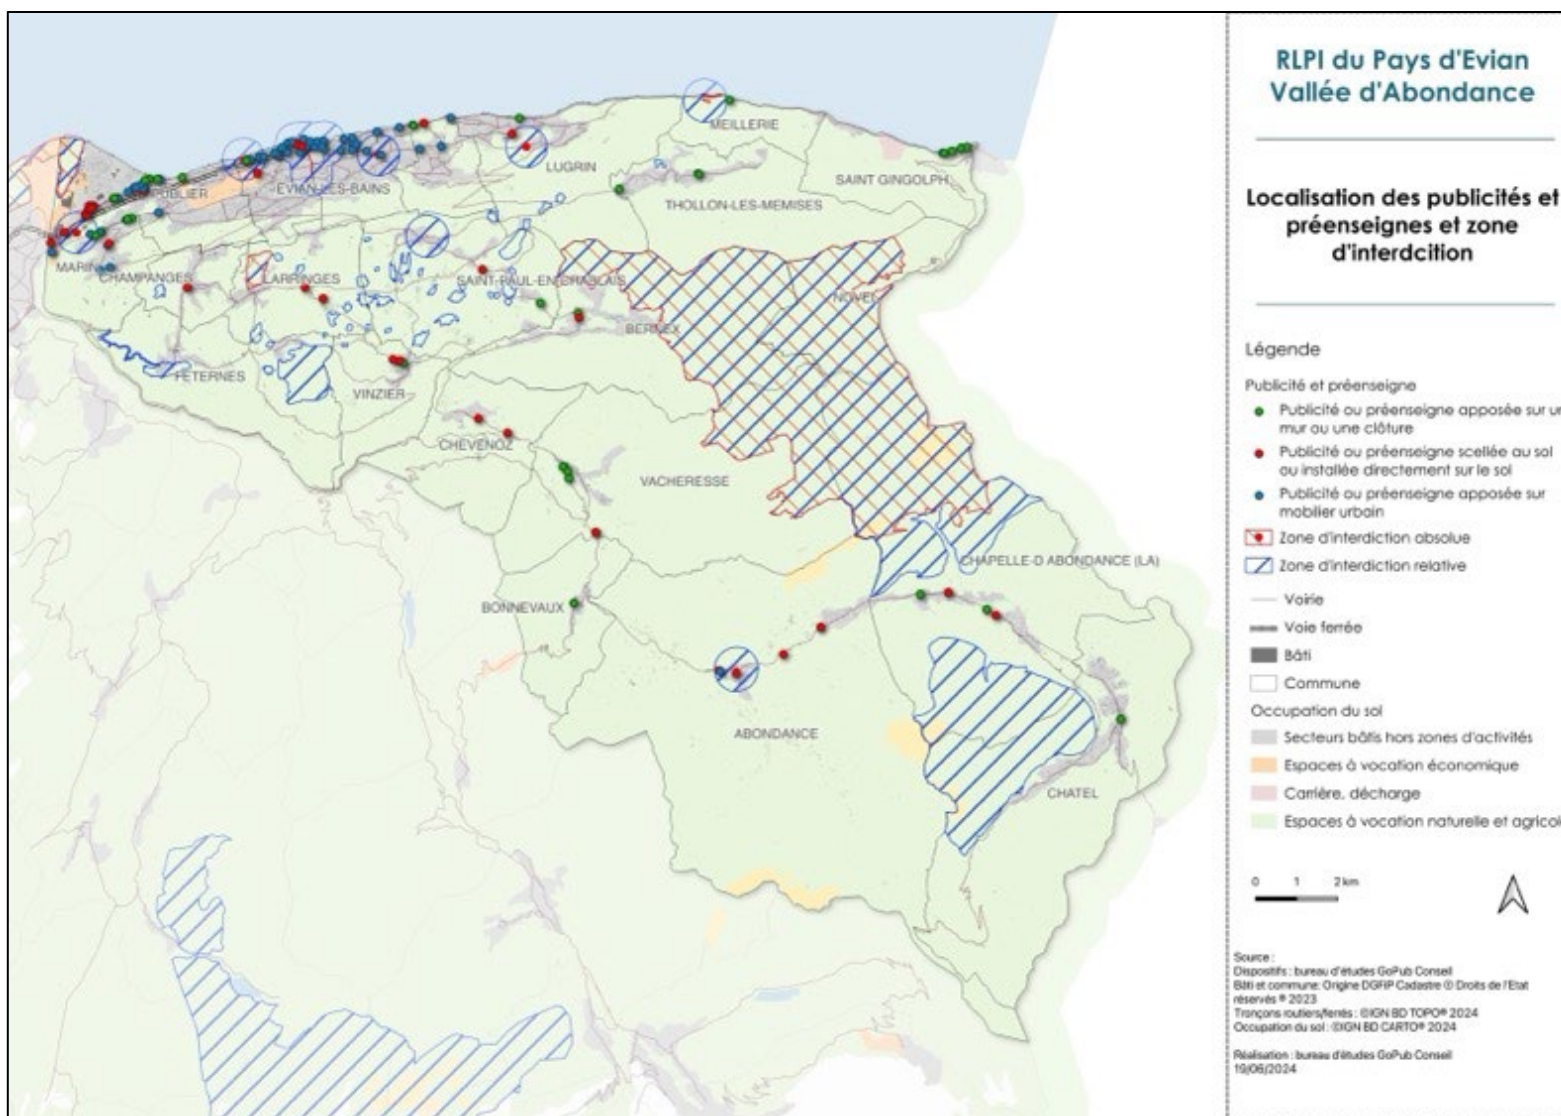 RLPI du Pays d'Evian
Vallée d'Abondance
Localisation des publicités et
préenseignes et zone
d'interdcition
Légende
Publicité et préenseigne
Publicité ou préenseigne apposée sur un
mur ou une clôture
Publicité ou préenseigne scellée au sol
ou installée directement sur le sol
Publicité ou préenseigne apposée sur
mobilier urbain
Zone d'interdiction absolue
Zone d'interdiction relative
Voirie
Voie ferrée
Bâti
Commune
Occupation du sol
Secteurs bâtis hors zones d'activités
Espaces à vocation économique
Carrière, décharge
Espaces à vocation naturelle et agricol
0 1 2 km
Source :
Dispositifs : bureau d'études GoPub Conseil
Bâti et commune: Origine DGFIP Cadastre © Droits de l'Etat
réservés ® 2023
Tronçons routiers/ferrés : ©IGN BD TOPO® 2024
Occupation du sol : ©IGN BD CARTO® 2024
Réalisation : bureau d'études GoPub Conseil
19/06/2024
MEILLERIE
LUGRIN
SAINT GINGOLPH
PUBLIER
EVIAN-LES-BAINS
THOLLON-LES-MEMISES
MARIN
CHAMPANGES
LARRINGES
SAINT-PAUL-EN-CHABLAIS
NOVEL
BERNEX
FETERNES
VINZIER
CHEVENOZ
VACHERESSE
CHAPELLE-D ABONDANCE (LA)
BONNEVAUX
ABONDANCE
CHATEL